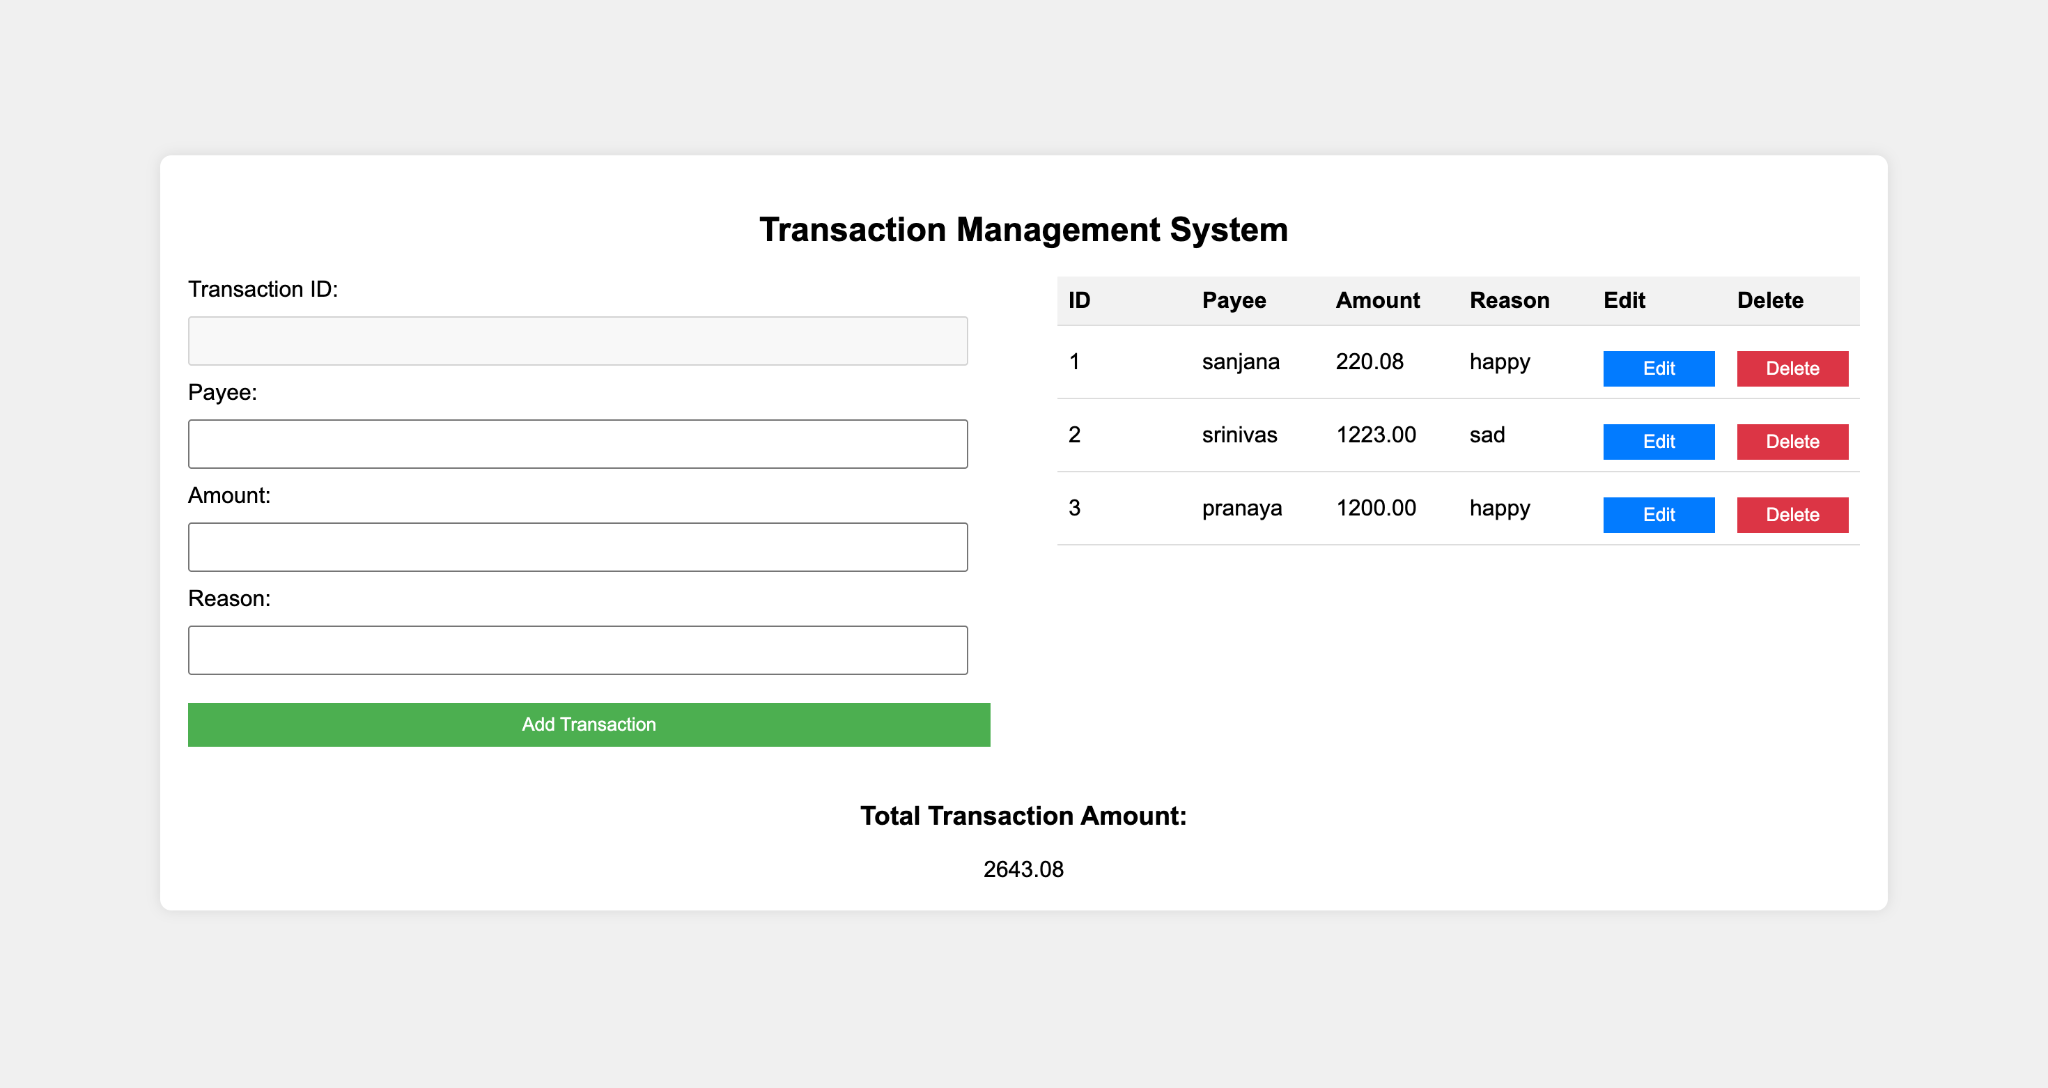 Transaction Management System
Transaction ID:
Payee:
Amount:
Reason:
Add Transaction
ID Payee Amount Reason Edit Delete
1 sanjana 220.08 happy Edit Delete
2 srinivas 1223.00 sad Edit Delete
3 pranaya 1200.00 happy Edit Delete
Total Transaction Amount:
2643.08